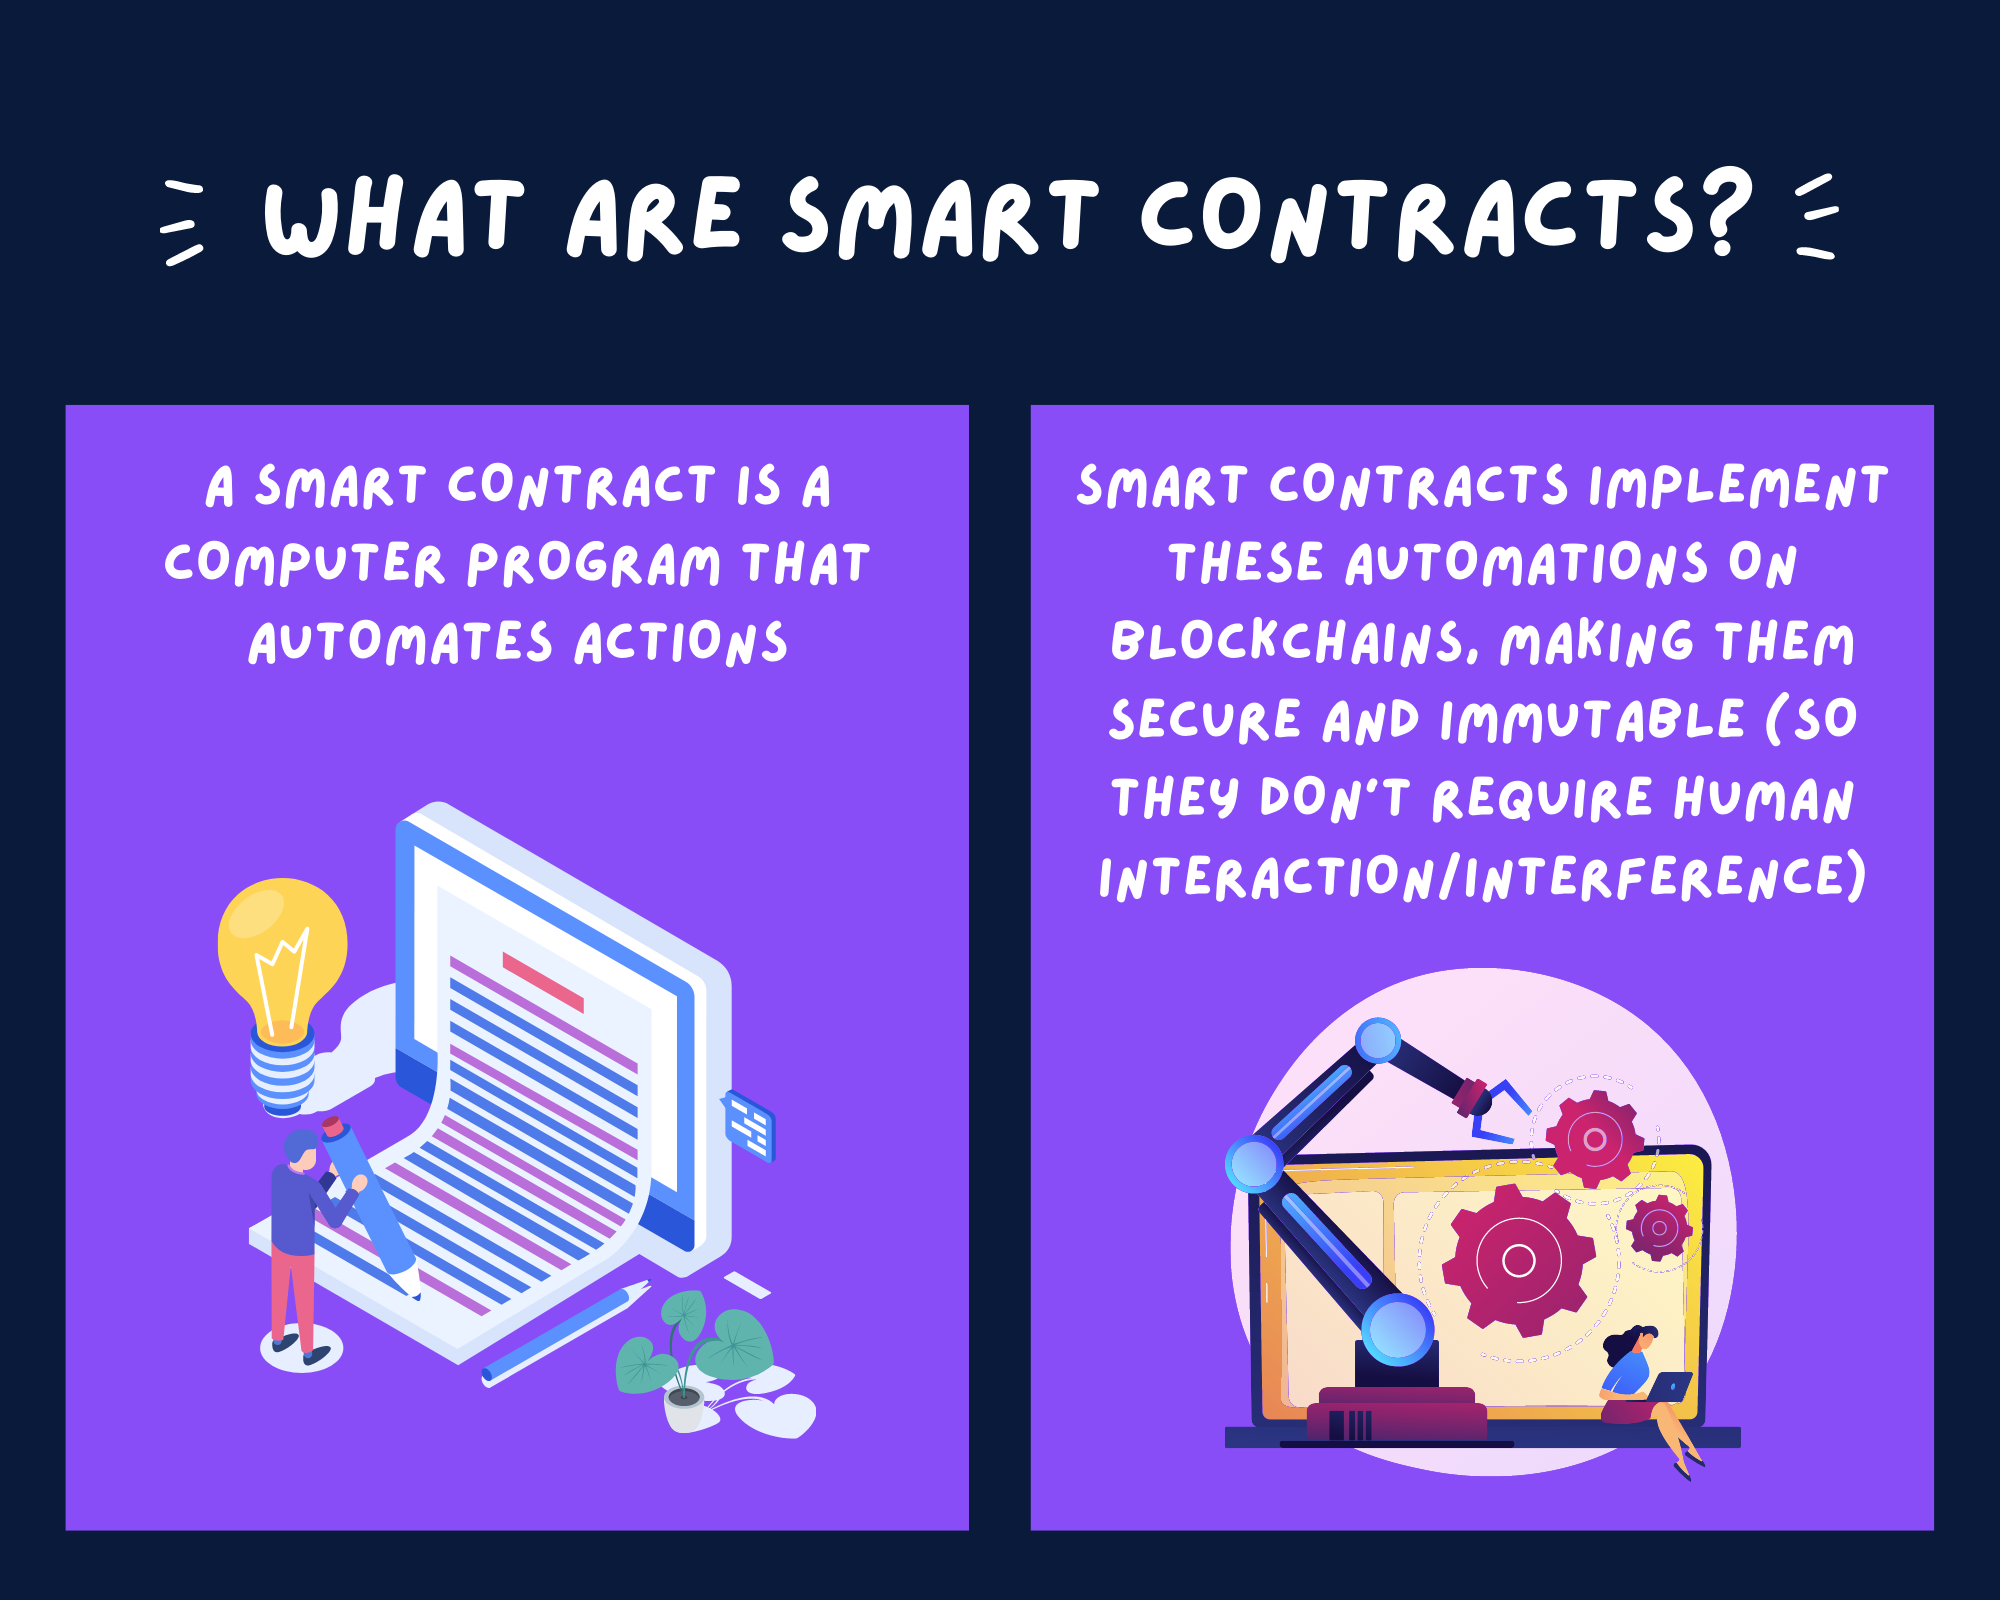 WHAT ARE SMART CONTRACTS?
A SMART CONTRACT IS A
COMPUTER PROGRAM THAT
AUTOMATES ACTIONS
SMART CONTRACTS IMPLEMENT
THESE AUTOMATIONS ON
BLOCKCHAINS, MAKING THEM
SECURE AND IMMUTABLE (SO
THEY DON'T REQUIRE HUMAN
INTERACTION/INTERFERENCE)